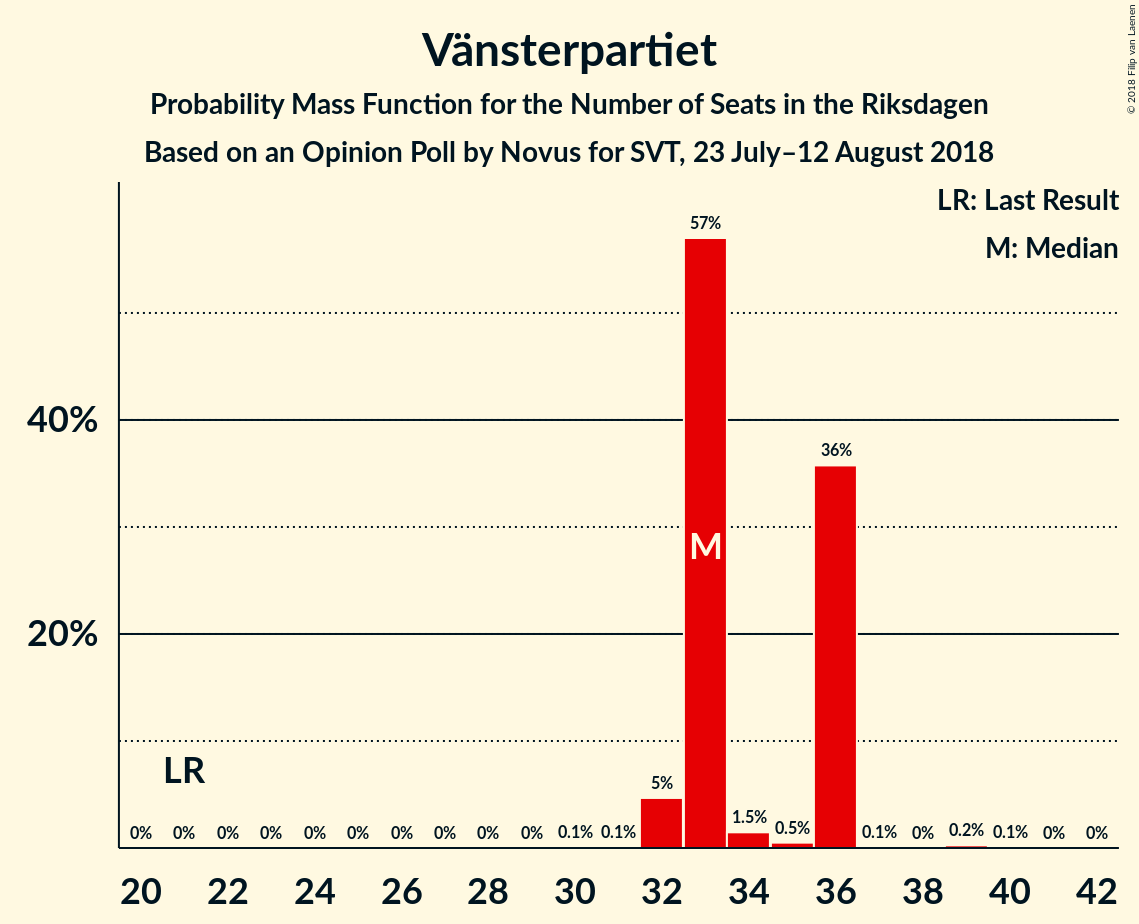 Vänsterpartiet
Probability Mass Function for the Number of Seats in the Riksdagen
Based on an Opinion Poll by Novus for SVT, 23 July–12 August 2018
© 2018 Filip van Laenen
LR: Last Result
M: Median
57%
40%
36%
M
20%
LR
0% 0% 0% 0% 0% 0% 0% 0% 0% 0% 0.1% 0.1% 5% 1.5% 0.5% 0.1% 0% 0.2% 0.1% 0% 0%
20 22 24 26 28 30 32 34 36 38 40 42